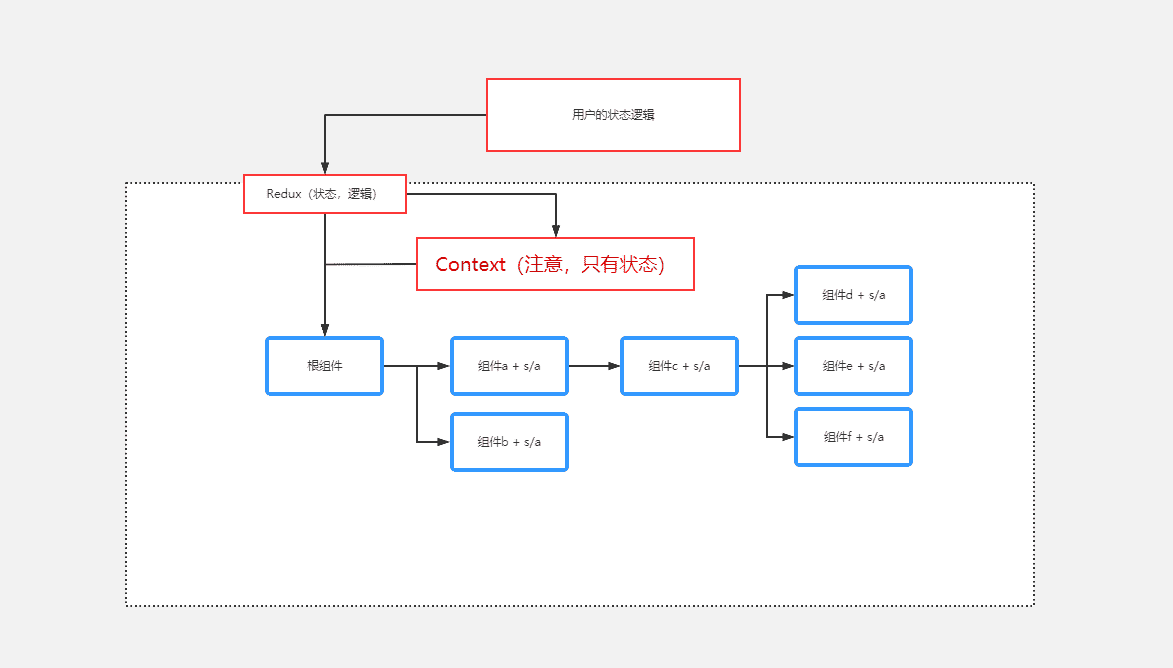 用户的状态逻辑
Redux（状态，逻辑）
Context（注意，只有状态）
组件d + s/a
根组件
组件a + s/a
组件c + s/a
组件e + s/a
组件b + s/a
组件f + s/a